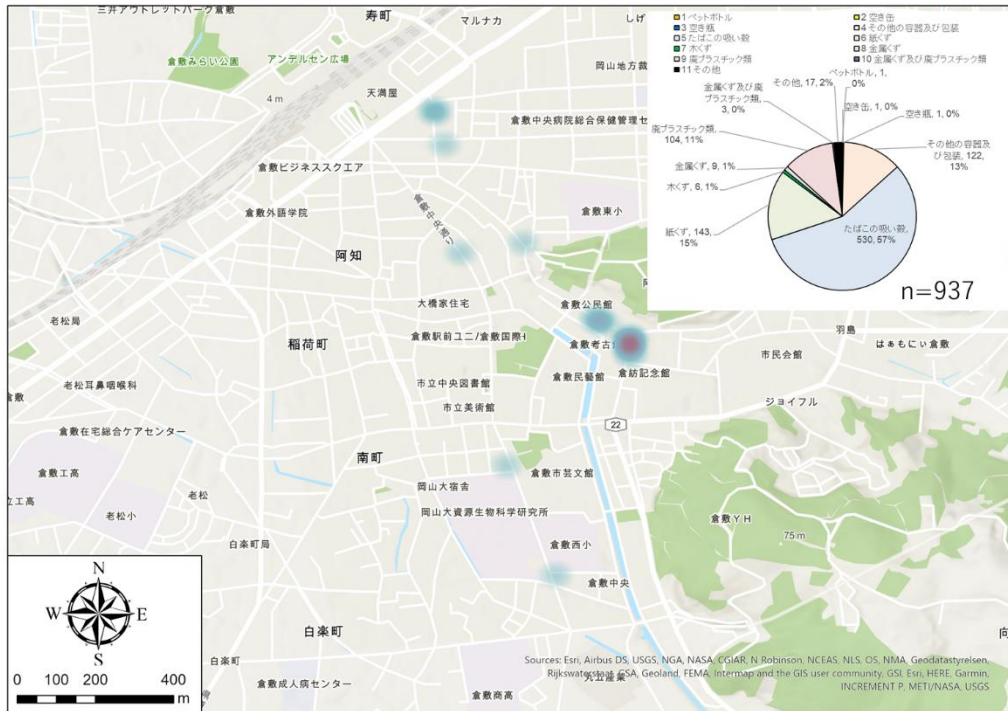 三井アウトレットパーク倉敷
寿町
マルナカ
しげ
倉敷みらい公園
アンデルセン広場
岡山地方裁
4 m
天満屋
倉敷中央病院総合保健管理セ
倉敷ビジネススクエア
倉敷中央通り
倉敷外語学院
倉敷東小
阿知
大橋家住宅
倉敷公民館
老松局
稲荷町
倉敷駅前ユニ/倉敷国際ホ
倉敷考古
羽島
市民会館
はぁもにぃ倉敷
倉紡記念館
倉敷民藝館
老松耳鼻咽喉科
市立中央図書館
倉敷
市立美術館
ジョイフル
22
倉敷在宅総合ケアセンター
南町
倉敷工高
倉敷市芸文館
岡山大宿舎
立工高
老松
老松小
岡山大資源生物科学研究所
倉敷YH
75 m
白楽町局
倉敷西小
倉敷中央
白楽町
向
白楽町
倉敷成人病センター
倉敷商高
N
W E
S
0 100 200 400
m
1 ペットボトル
2 空き缶
3 空き瓶
4 その他の容器及び包装
5 たばこの吸い殻
6 紙くず
7 木くず
8 金属くず
9 廃プラスチック類
10 金属くず及び廃プラスチック類
11 その他
ペットボトル, 1,
0%
空き缶, 1, 0%
空き瓶, 1, 0%
その他の容器及
び包装, 122,
13%
たばこの吸い殻,
530, 57%
紙くず, 143,
15%
木くず, 6, 1%
金属くず, 9, 1%
廃プラスチック類,
104, 11%
金属くず及び廃
プラスチック類,
3, 0%
その他, 17, 2%
n=937
Sources: Esri, Airbus DS, USGS, NGA, NASA, CGIAR, N Robinson, NCEAS, NLS, OS, NMA, Geodatastyrelsen,
Rijkswaterstaat, GSA, Geoland, FEMA, Intermap and the GIS user community, GSI, Esri, HERE, Garmin,
INCREMENT P, METI/NASA, USGS